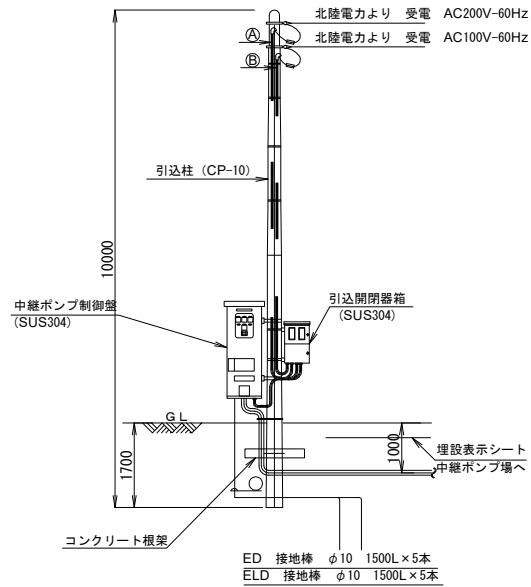 北陸電力より 受電 AC200V-60Hz
Ⓐ
北陸電力より 受電 AC100V-60Hz
Ⓑ
引込柱 (CP-10)
10000
中継ポンプ制御盤
(SUS304)
引込開閉器箱
(SUS304)
GL
1700
1000
埋設表示シート
中継ポンプ場へ
コンクリート根架
ED 接地棒 φ10 1500L×5本
ELD 接地棒 φ10 1500L×5本